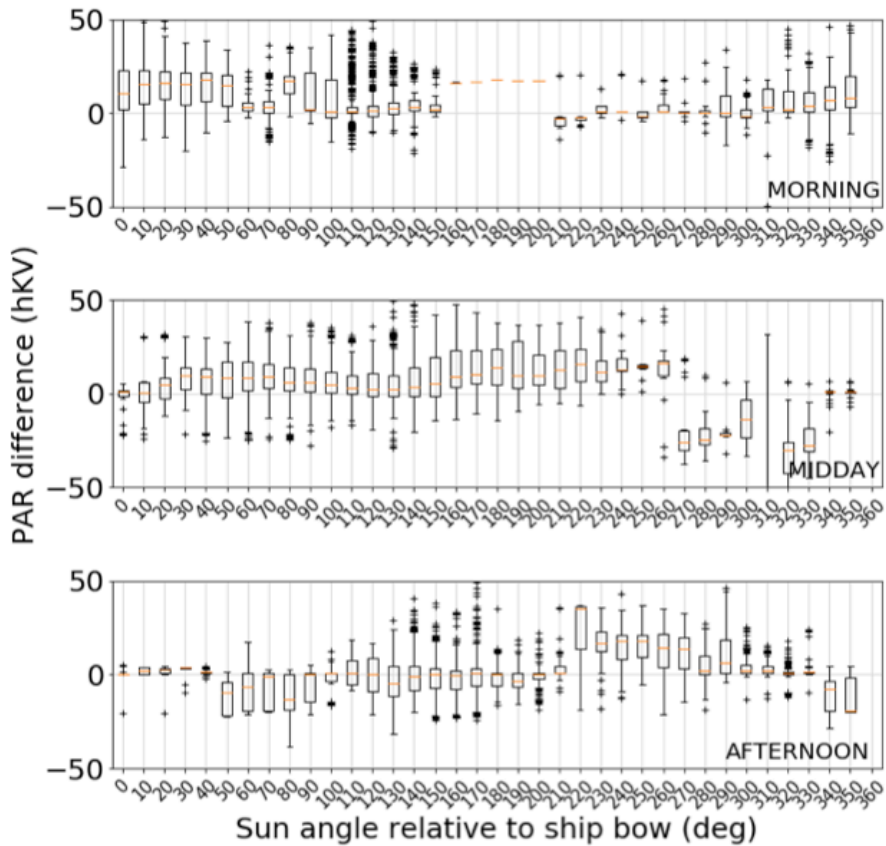 50
0
−50
MORNING
0 10 20 30 40 50 60 70 80 90 100 110 120 130 140 150 160 170 180 190 200 210 220 230 240 250 260 270 280 290 300 310 320 330 340 350 360
PAR difference (hKV)
50
0
−50
MIDDAY
0 10 20 30 40 50 60 70 80 90 100 110 120 130 140 150 160 170 180 190 200 210 220 230 240 250 260 270 280 290 300 310 320 330 340 350 360
50
0
−50
AFTERNOON
0 10 20 30 40 50 60 70 80 90 100 110 120 130 140 150 160 170 180 190 200 210 220 230 240 250 260 270 280 290 300 310 320 330 340 350 360
Sun angle relative to ship bow (deg)